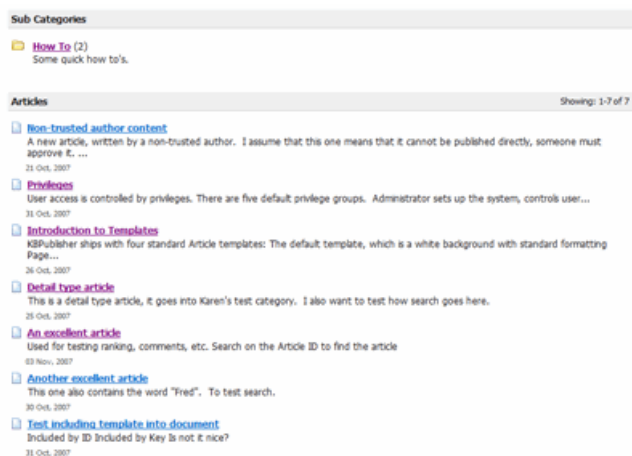 Sub Categories
How To (2)
Some quick how to's.
Articles
Showing: 1-7 of 7
Non-trusted author content
A new article, written by a non-trusted author. I assume that this one means that it cannot be published directly, someone must
approve it. ...
21 Oct, 2007
Privileges
User access is controlled by privileges. There are five default privilege groups. Administrator sets up the system, controls user...
31 Oct, 2007
Introduction to Templates
KBPublisher ships with four standard Article templates: The default template, which is a white background with standard formatting
Page...
26 Oct, 2007
Detail type article
This is a detail type article, it goes into Karen's test category. I also want to test how search goes here.
25 Oct, 2007
An excellent article
Used for testing ranking, comments, etc. Search on the Article ID to find the article
03 Nov, 2007
Another excellent article
This one also contains the word "Fred". To test search.
30 Oct, 2007
Test including template into document
Included by ID Included by Key Is not it nice?
31 Oct, 2007